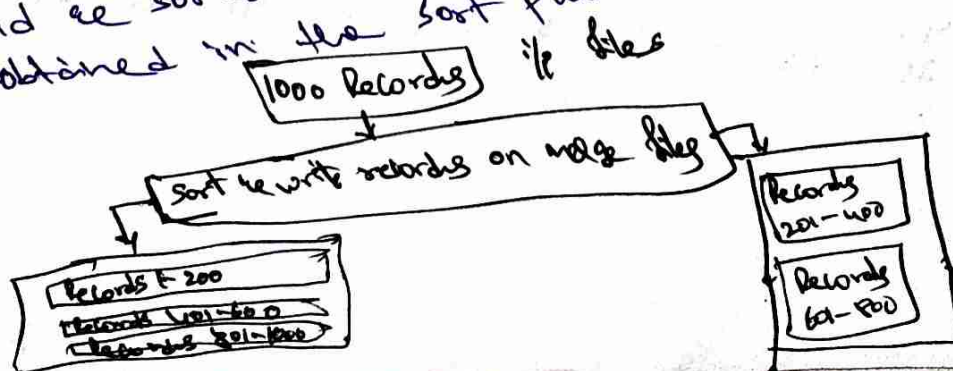 obtained in the sort
1000 Records i/p files
sort & write records on merge files
Records 1-200
Records 401-600
Records 801-1000
Records
201-400
Records
601-800